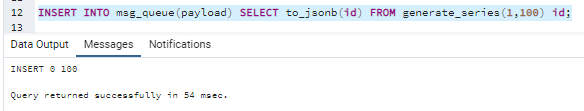 12 INSERT INTO msg_queue(payload) SELECT to_jsonb(id) FROM generate_series(1,100) id;
13
Data Output Messages Notifications
INSERT 0 100
Query returned successfully in 54 msec.